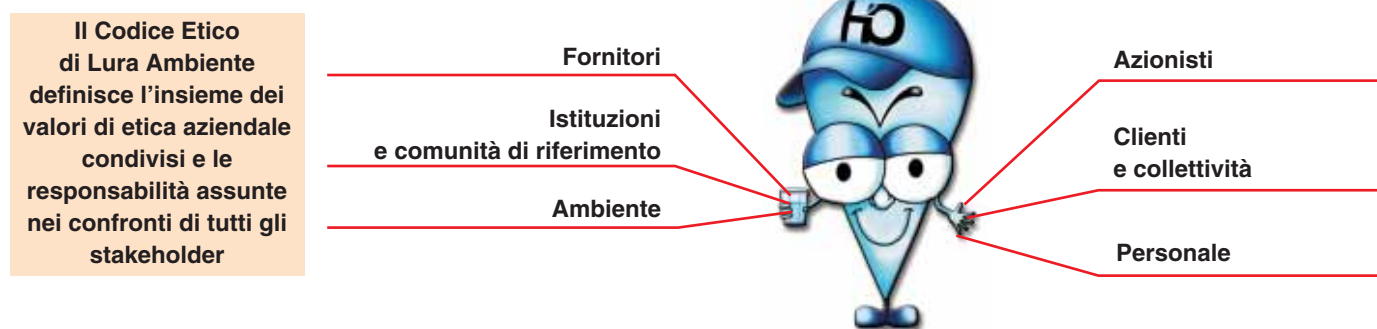 Il Codice Etico
di Lura Ambiente
definisce l'insieme dei
valori di etica aziendale
condivisi e le
responsabilità assunte
nei confronti di tutti gli
stakeholder
Fornitori
Istituzioni
e comunità di riferimento
Ambiente
H2O
Azionisti
Clienti
e collettività
Personale